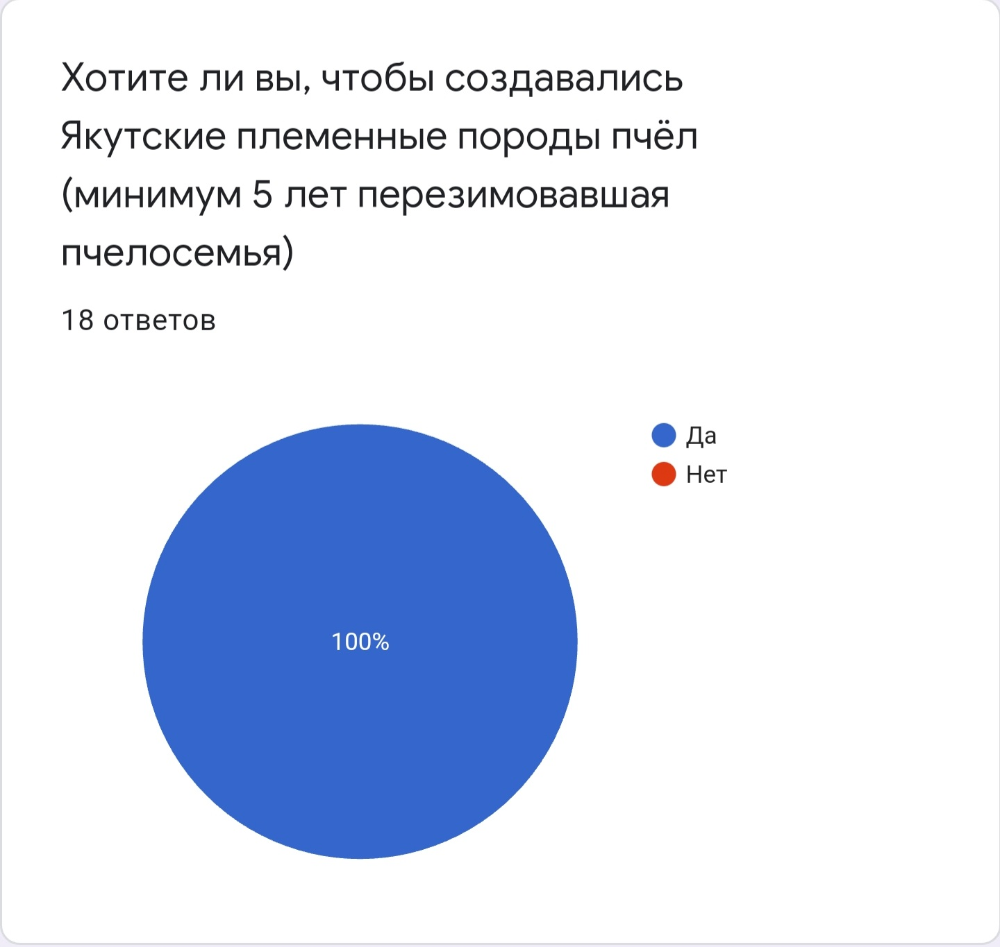 Хотите ли вы, чтобы создавались
Якутские племенные породы пчёл
(минимум 5 лет перезимовавшая
пчелосемья)
18 ответов
Да
Нет
100%